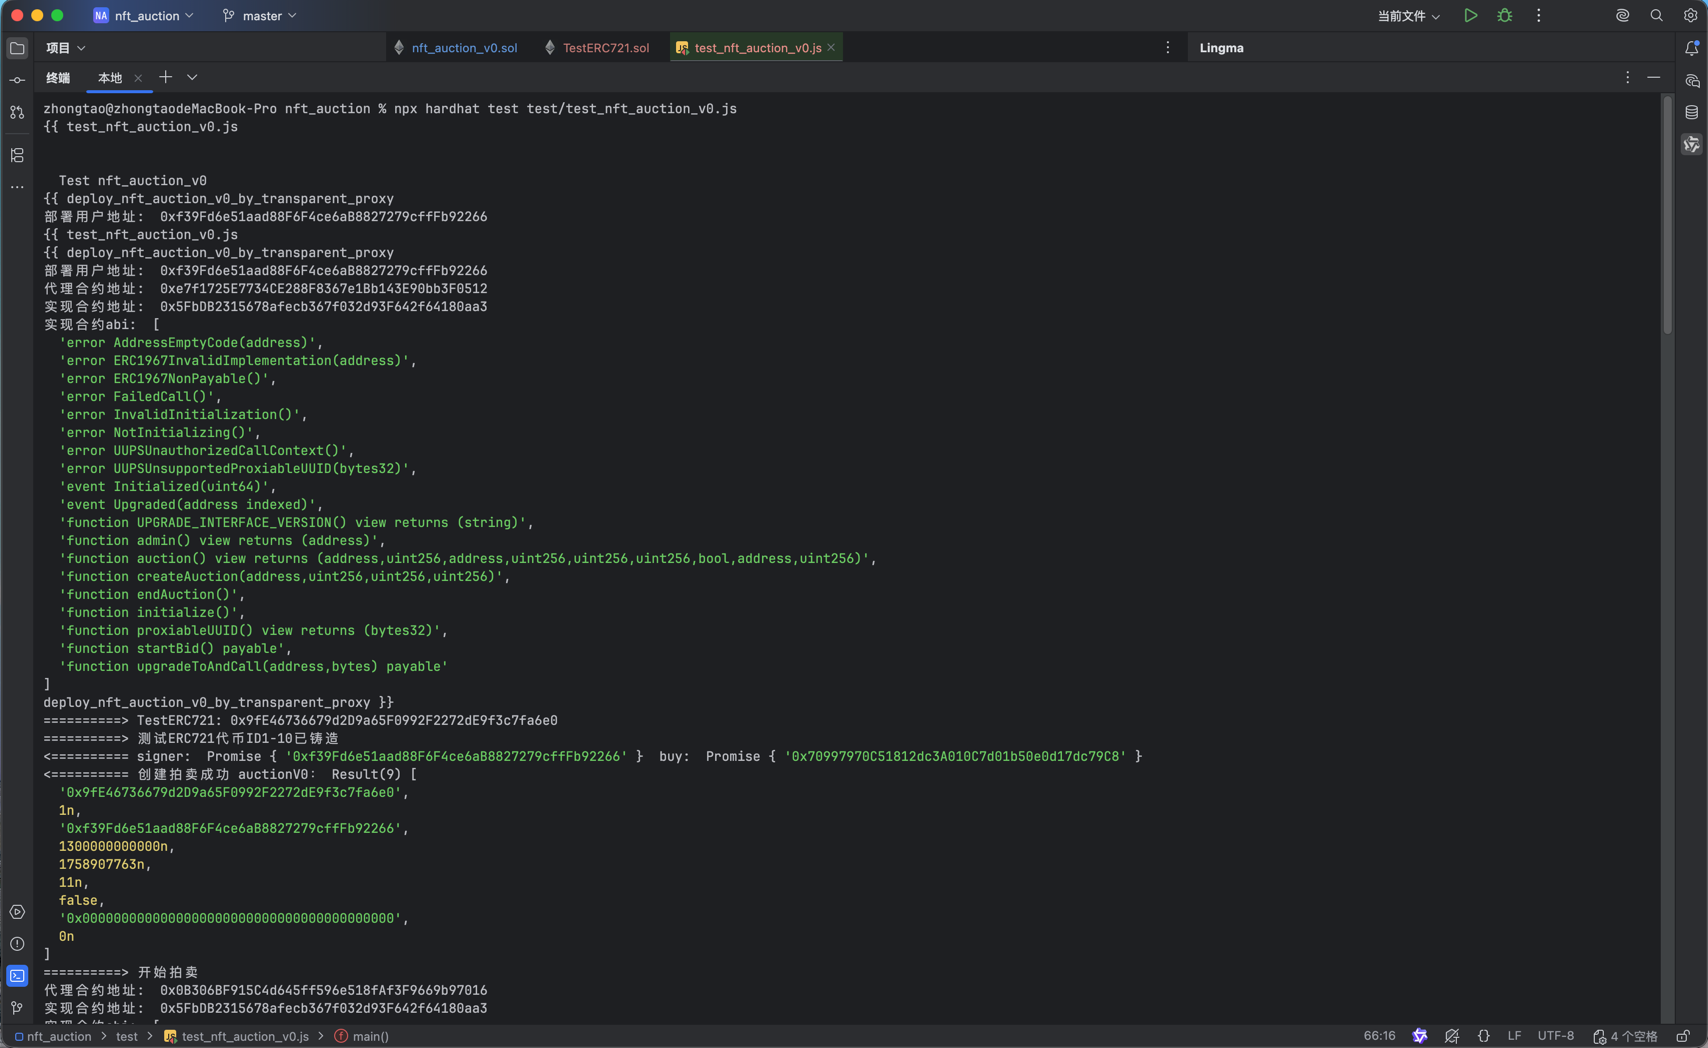 NA nft_auction master 当前文件
项目 nft_auction_v0.sol TestERC721.sol test_nft_auction_v0.js Lingma
终端 本地
zhongtao@zhongtaodeMacBook-Pro nft_auction % npx hardhat test test/test_nft_auction_v0.js
{{ test_nft_auction_v0.js
Test nft_auction_v0
{{ deploy_nft_auction_v0_by_transparent_proxy
部署用户地址： 0xf39Fd6e51aad88F6F4ce6aB8827279cffFb92266
{{ test_nft_auction_v0.js
{{ deploy_nft_auction_v0_by_transparent_proxy
部署用户地址： 0xf39Fd6e51aad88F6F4ce6aB8827279cffFb92266
代理合约地址： 0xe7f1725E7734CE288F8367e1Bb143E90bb3F0512
实现合约地址： 0x5FbDB2315678afecb367f032d93F642f64180aa3
实现合约abi： [
'error AddressEmptyCode(address)',
'error ERC1967InvalidImplementation(address)',
'error ERC1967NonPayable()',
'error FailedCall()',
'error InvalidInitialization()',
'error NotInitializing()',
'error UUPSUnauthorizedCallContext()',
'error UUPSUnsupportedProxiableUUID(bytes32)',
'event Initialized(uint64)',
'event Upgraded(address indexed)',
'function UPGRADE_INTERFACE_VERSION() view returns (string)',
'function admin() view returns (address)',
'function auction() view returns (address,uint256,address,uint256,uint256,uint256,bool,address,uint256)',
'function createAuction(address,uint256,uint256,uint256)',
'function endAuction()',
'function initialize()',
'function proxiableUUID() view returns (bytes32)',
'function startBid() payable',
'function upgradeToAndCall(address,bytes) payable'
]
deploy_nft_auction_v0_by_transparent_proxy }}
==========> TestERC721: 0x9fE46736679d2D9a65F0992F2272dE9f3c7fa6e0
==========> 测试ERC721代币ID1-10已铸造
<========== signer:  Promise { '0xf39Fd6e51aad88F6F4ce6aB8827279cffFb92266' }  buy:  Promise { '0x70997970C51812dc3A010C7d01b50e0d17dc79C8' }
<========== 创建拍卖成功 auctionV0： Result(9) [
'0x9fE46736679d2D9a65F0992F2272dE9f3c7fa6e0',
1n,
'0xf39Fd6e51aad88F6F4ce6aB8827279cffFb92266',
1300000000000n,
1758907763n,
11n,
false,
'0x0000000000000000000000000000000000000000',
0n
]
==========> 开始拍卖
代理合约地址： 0x0B306BF915C4d645ff596e518fAf3F9669b97016
实现合约地址： 0x5FbDB2315678afecb367f032d93F642f64180aa3
实现合约abi： [
nft_auction > test > test_nft_auction_v0.js > main() 66:16 LF UTF-8 4 个空格